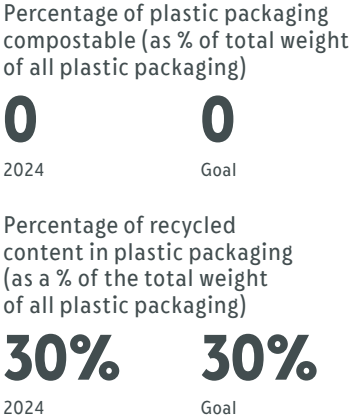 Percentage of plastic packaging
compostable (as % of total weight
of all plastic packaging)
0 0
2024 Goal
Percentage of recycled
content in plastic packaging
(as a % of the total weight
of all plastic packaging)
30% 30%
2024 Goal